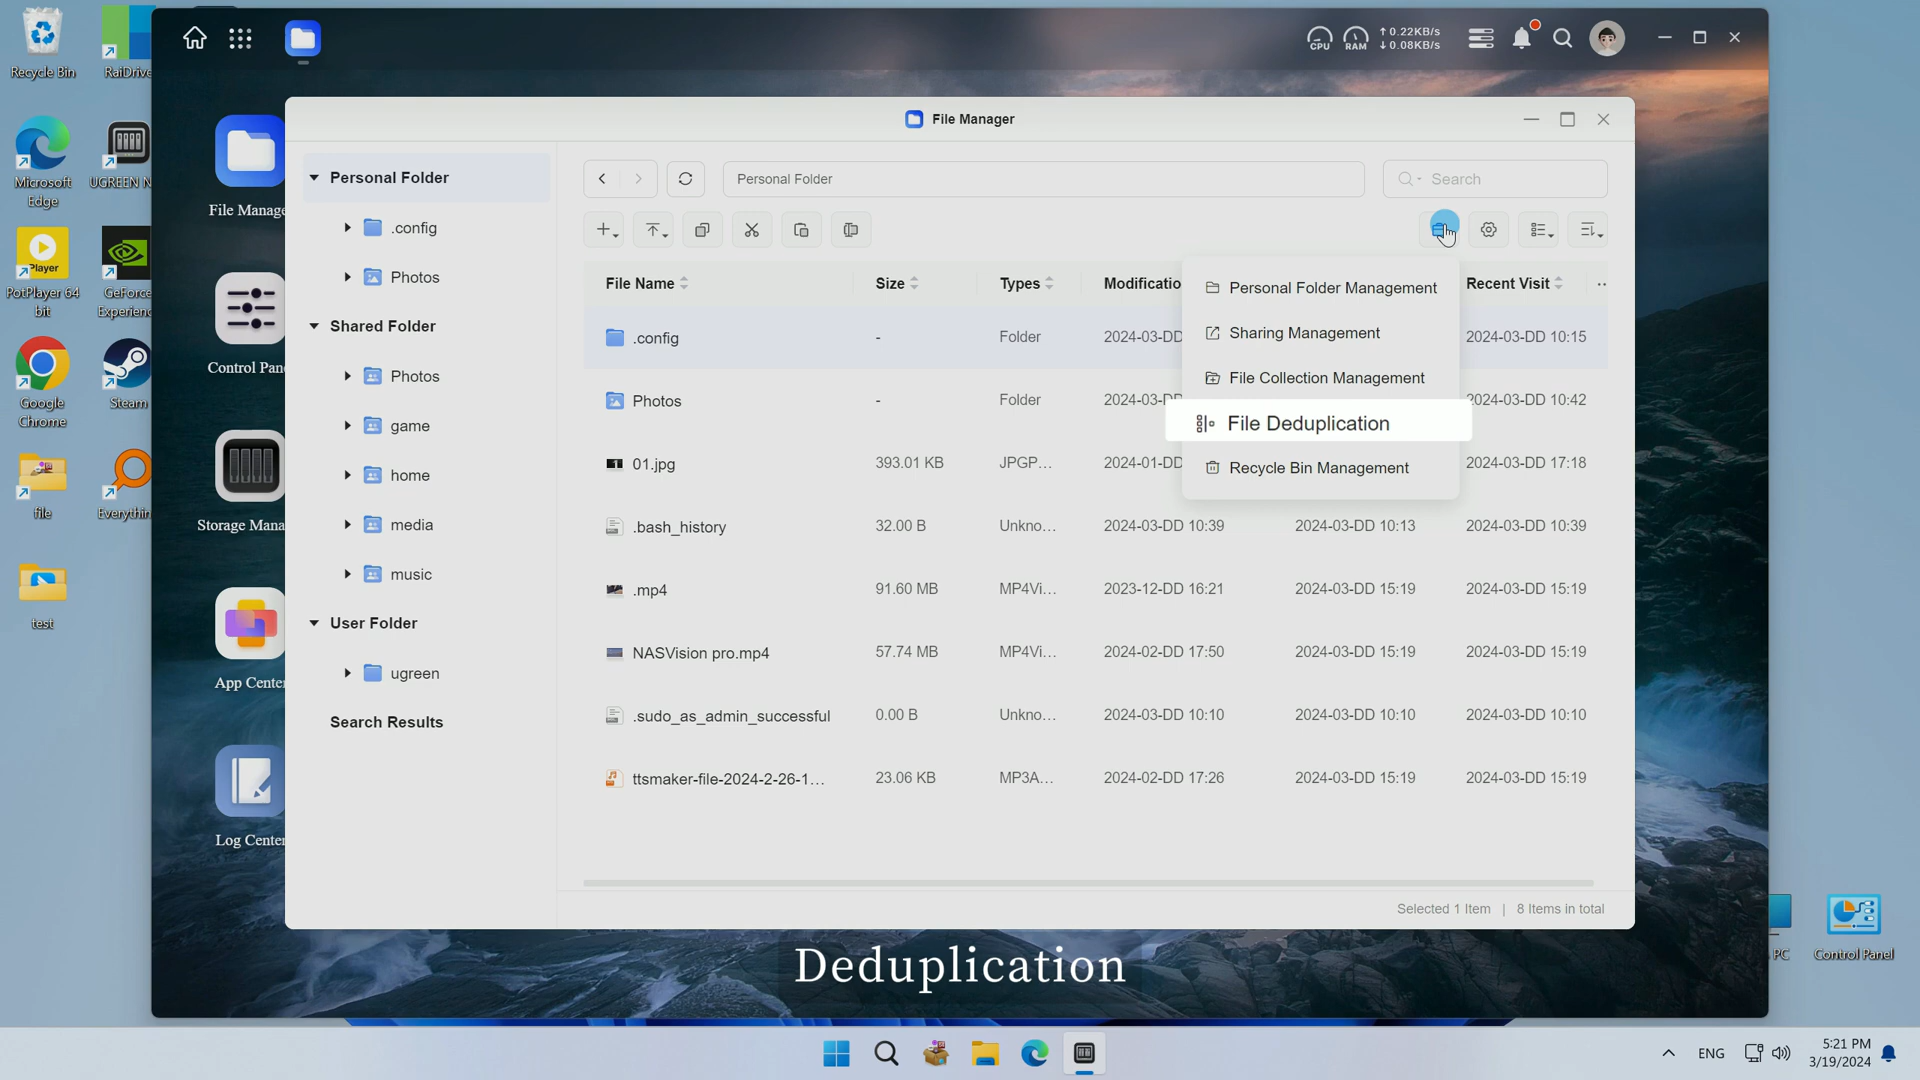 Recycle Bin
RaiDrive
Microsoft
Edge
UGREEN N
Player
PotPlayer 64
bit
GeForce
Experienc
Google
Chrome
Steam
file
Everythin
test
CPU
RAM
↑ 0.22KB/s
↓ 0.08KB/s
File Manage
Control Pan
Storage Mana
App Cente
Log Cente
File Manager
Personal Folder
.config
Photos
Shared Folder
Photos
game
home
media
music
User Folder
ugreen
Search Results
Personal Folder
Search
File Name Size Types Modificatio Recent Visit ..
.config - Folder 2024-03-DD 2024-03-DD 10:15
Photos - Folder 2024-03-DD 2024-03-DD 10:42
01.jpg 393.01 KB JPGP... 2024-01-DD 2024-03-DD 17:18
.bash_history 32.00 B Unkno... 2024-03-DD 10:39 2024-03-DD 10:13 2024-03-DD 10:39
.mp4 91.60 MB MP4Vi... 2023-12-DD 16:21 2024-03-DD 15:19 2024-03-DD 15:19
NASVision pro.mp4 57.74 MB MP4Vi... 2024-02-DD 17:50 2024-03-DD 15:19 2024-03-DD 15:19
.sudo_as_admin_successful 0.00 B Unkno... 2024-03-DD 10:10 2024-03-DD 10:10 2024-03-DD 10:10
ttsmaker-file-2024-2-26-1... 23.06 KB MP3A... 2024-02-DD 17:26 2024-03-DD 15:19 2024-03-DD 15:19
Personal Folder Management
Sharing Management
File Collection Management
File Deduplication
Recycle Bin Management
Selected 1 Item | 8 Items in total
PC
Control Panel
Deduplication
ENG
5:21 PM
3/19/2024